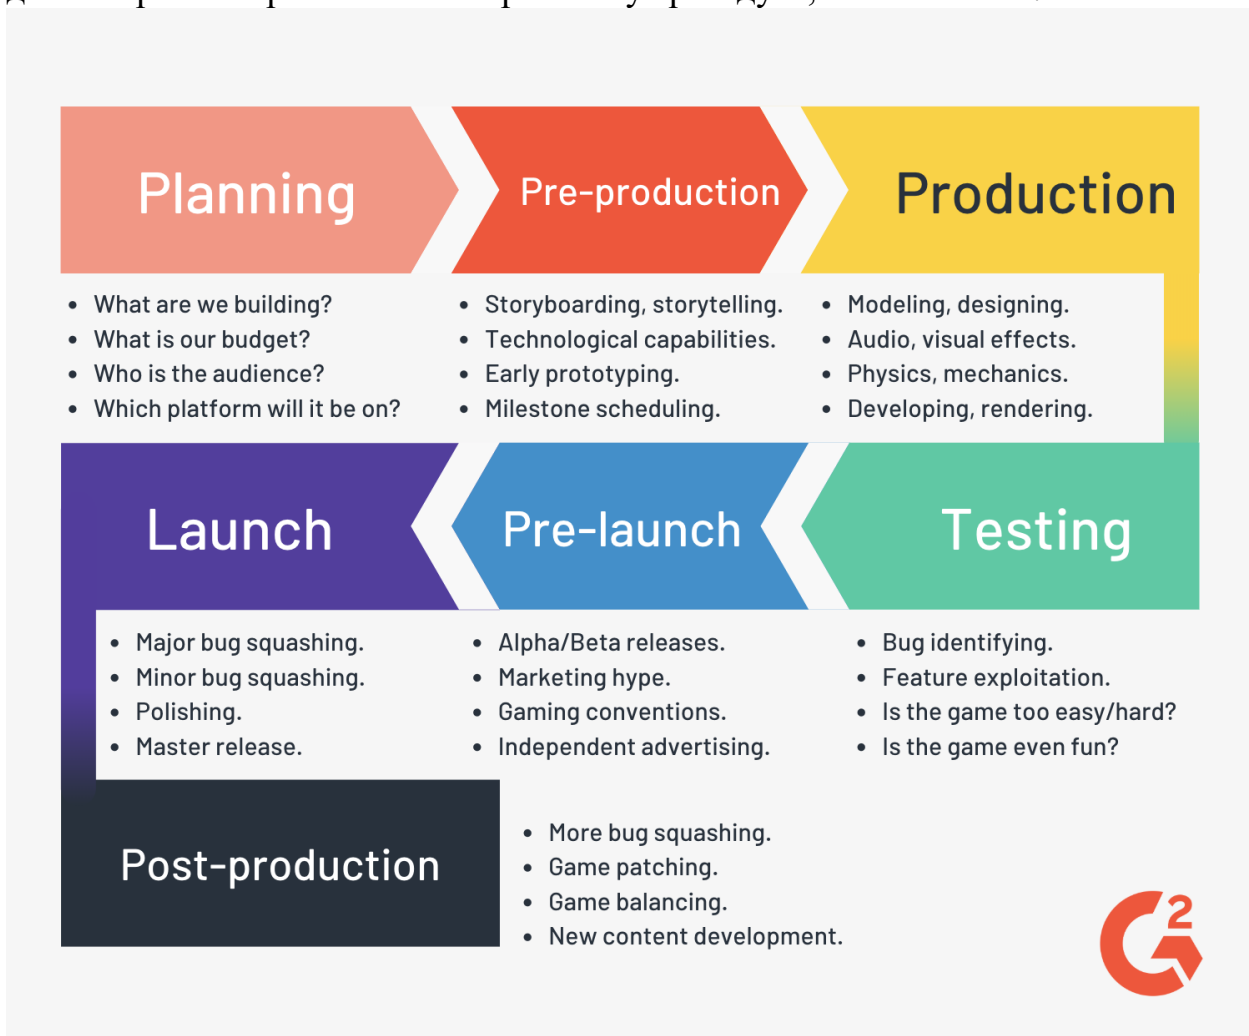 Planning
Pre-production
Production
• What are we building?
• What is our budget?
• Who is the audience?
• Which platform will it be on?
• Storyboarding, storytelling.
• Technological capabilities.
• Early prototyping.
• Milestone scheduling.
• Modeling, designing.
• Audio, visual effects.
• Physics, mechanics.
• Developing, rendering.
Launch
Pre-launch
Testing
• Major bug squashing.
• Minor bug squashing.
• Polishing.
• Master release.
• Alpha/Beta releases.
• Marketing hype.
• Gaming conventions.
• Independent advertising.
• Bug identifying.
• Feature exploitation.
• Is the game too easy/hard?
• Is the game even fun?
Post-production
• More bug squashing.
• Game patching.
• Game balancing.
• New content development.
G2